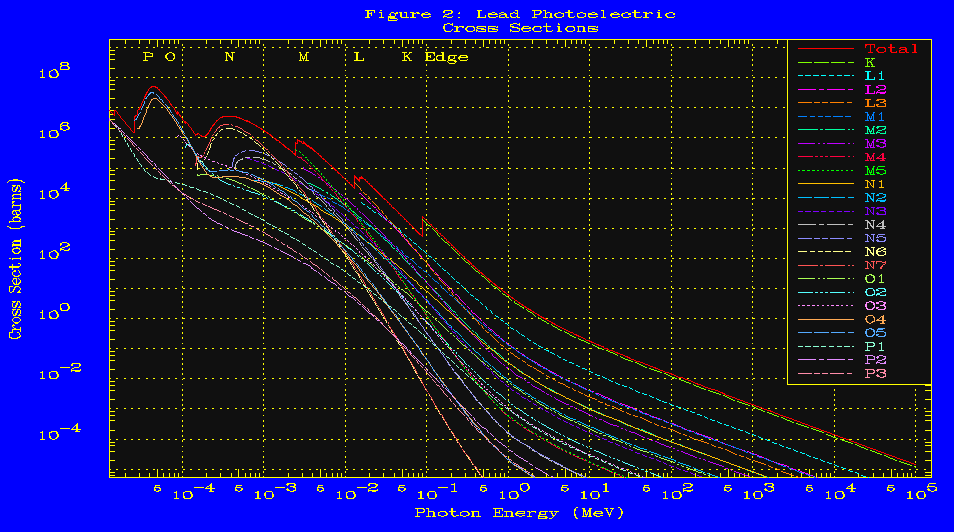 Figure 2: Lead Photoelectric
Cross Sections
P O N M L K Edge
Total
K
L1
L2
L3
M1
M2
M3
M4
M5
N1
N2
N3
N4
N5
N6
N7
O1
O2
O3
O4
O5
P1
P2
P3
10^8
10^6
10^4
10^2
10^0
10^-2
10^-4
Cross Section (barns)
5 10^-4 5 10^-3 5 10^-2 5 10^-1 5 10^0 5 10^1 5 10^2 5 10^3 5 10^4 5 10^5
Photon Energy (MeV)